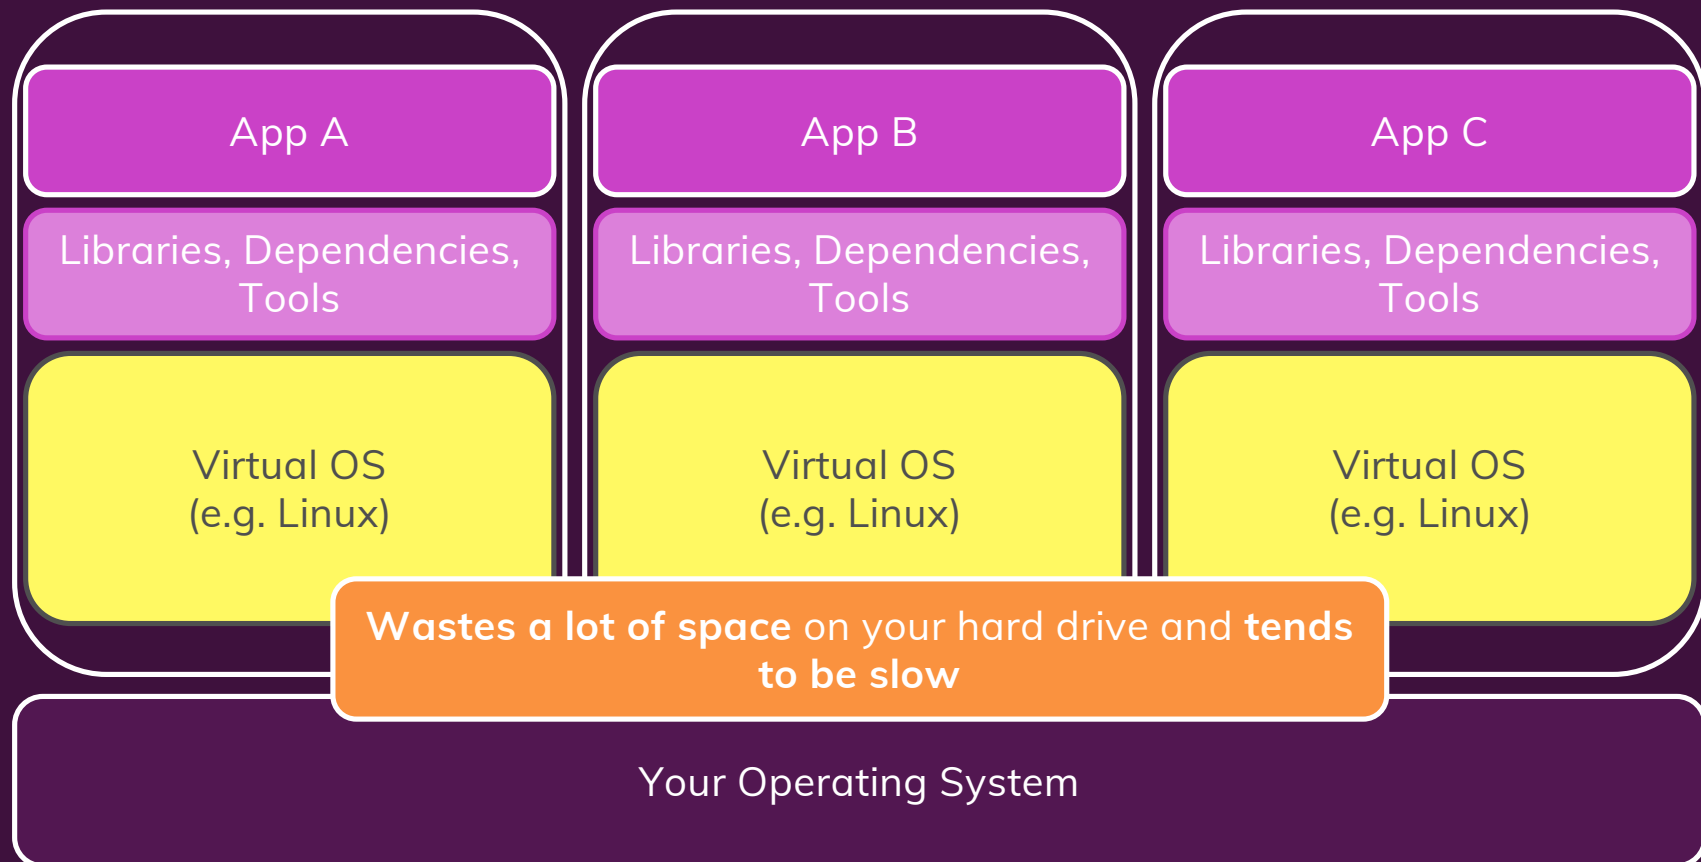 App A
App B
App C
Libraries, Dependencies,
Tools
Libraries, Dependencies,
Tools
Libraries, Dependencies,
Tools
Virtual OS
(e.g. Linux)
Virtual OS
(e.g. Linux)
Virtual OS
(e.g. Linux)
Wastes a lot of space on your hard drive and tends
to be slow
Your Operating System